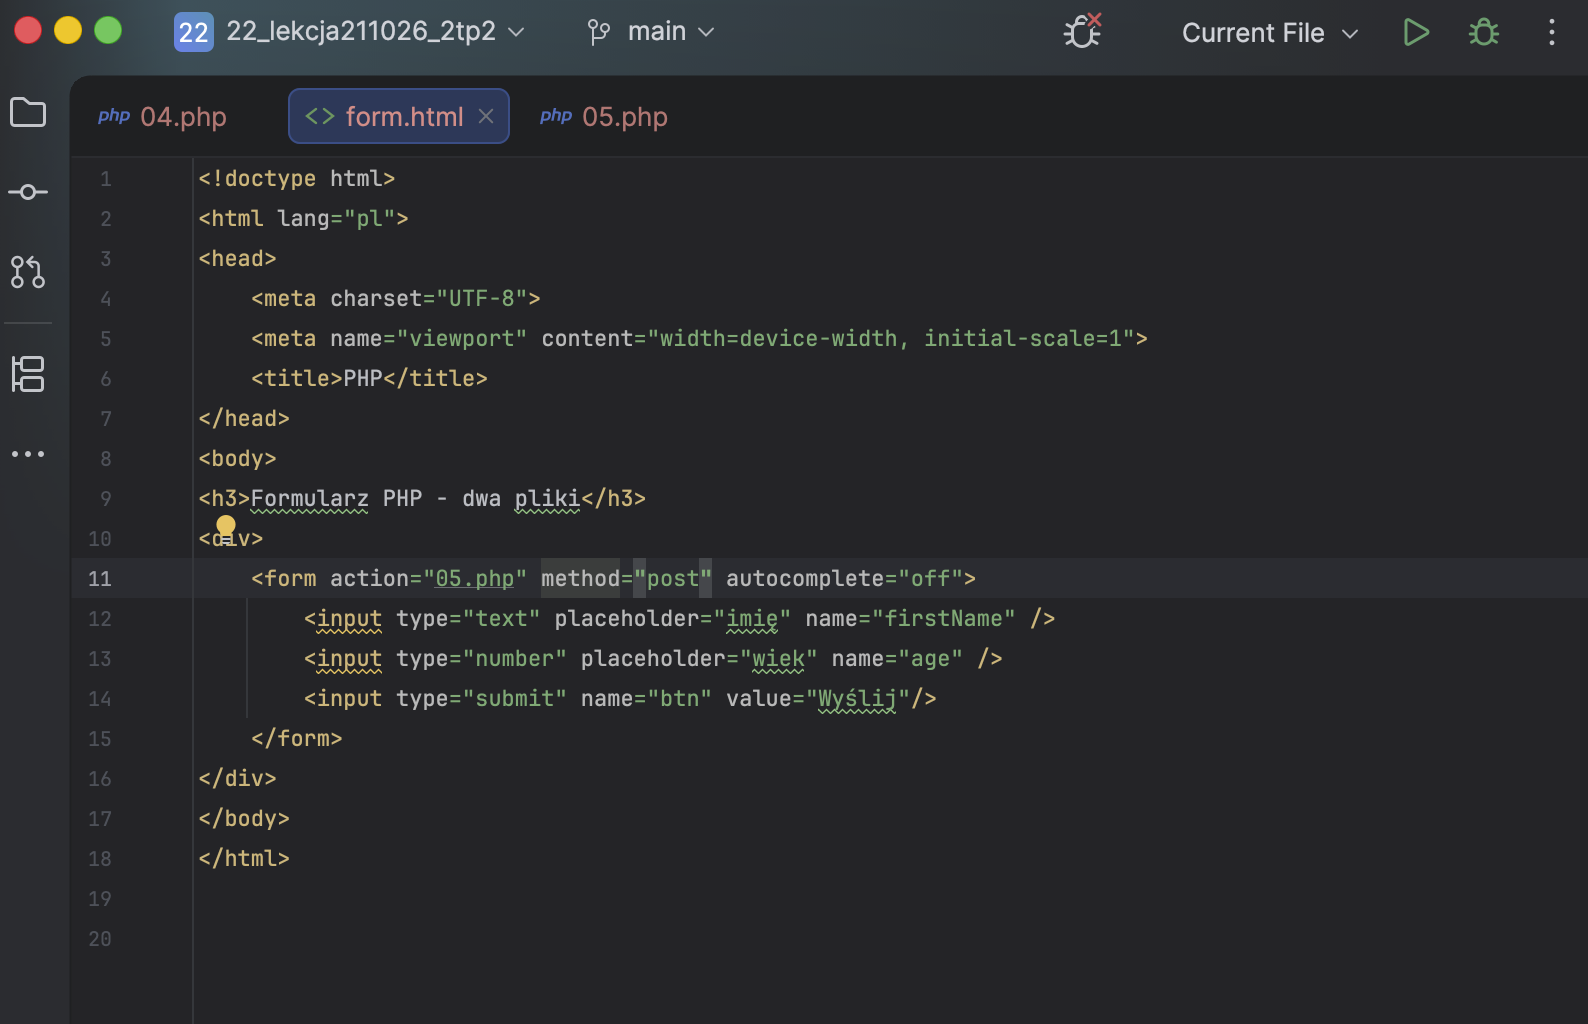 22 22_lekcja211026_2tp2 main Current File
php 04.php <> form.html php 05.php
1 <!doctype html>
2 <html lang="pl">
3 <head>
4 <meta charset="UTF-8">
5 <meta name="viewport" content="width=device-width, initial-scale=1">
6 <title>PHP</title>
7 </head>
8 <body>
9 <h3>Formularz PHP - dwa pliki</h3>
10 <div>
11 <form action="05.php" method="post" autocomplete="off">
12 <input type="text" placeholder="imię" name="firstName" />
13 <input type="number" placeholder="wiek" name="age" />
14 <input type="submit" name="btn" value="Wyślij"/>
15 </form>
16 </div>
17 </body>
18 </html>
19
20